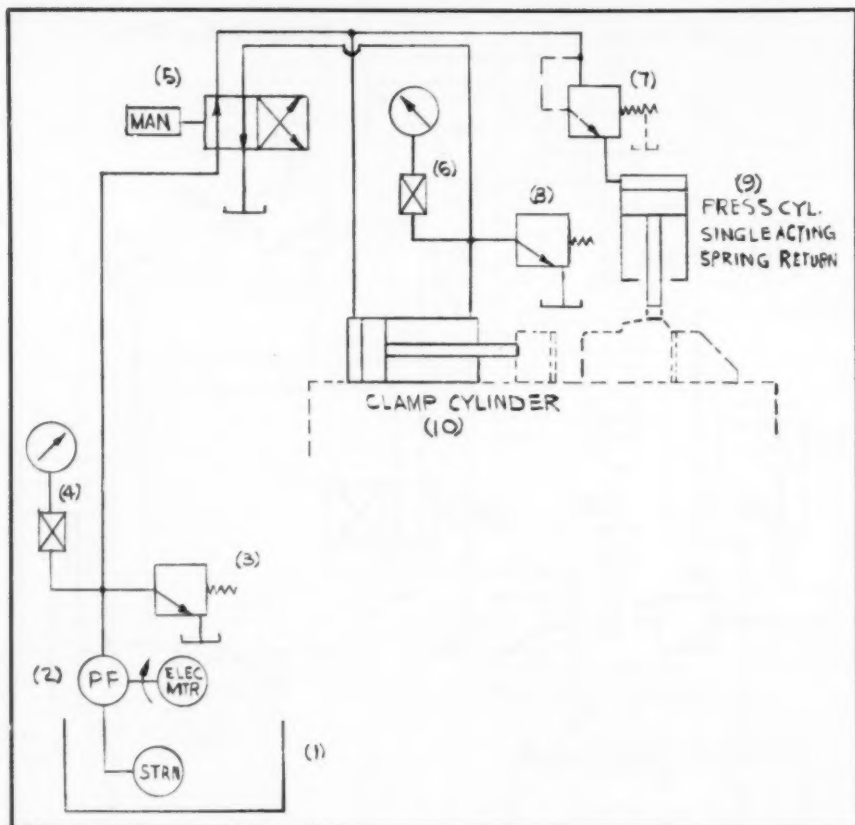 (5)
MAN
(7)
(6)
(8)
(9)
PRESS CYL.
SINGLE ACTING
SPRING RETURN
CLAMP CYLINDER
(10)
(4)
(3)
(2)
PF
ELEC
MTR
(1)
STRN